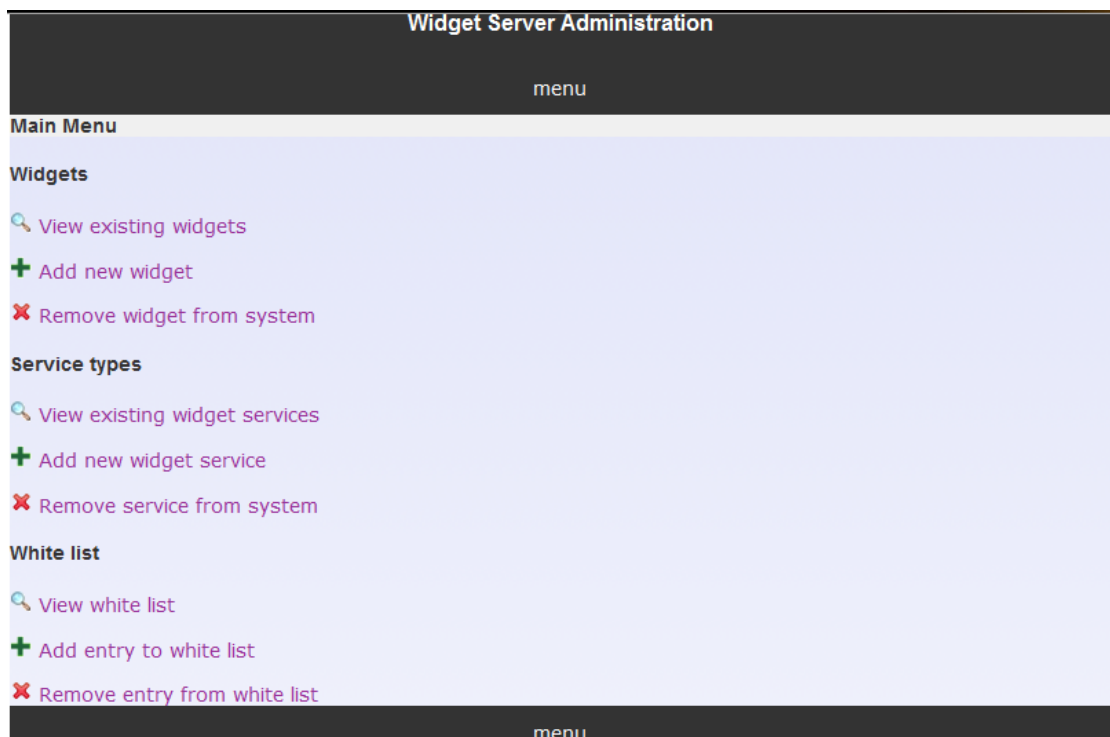 Widget Server Administration
menu
Main Menu
Widgets
View existing widgets
Add new widget
Remove widget from system
Service types
View existing widget services
Add new widget service
Remove service from system
White list
View white list
Add entry to white list
Remove entry from white list
menu